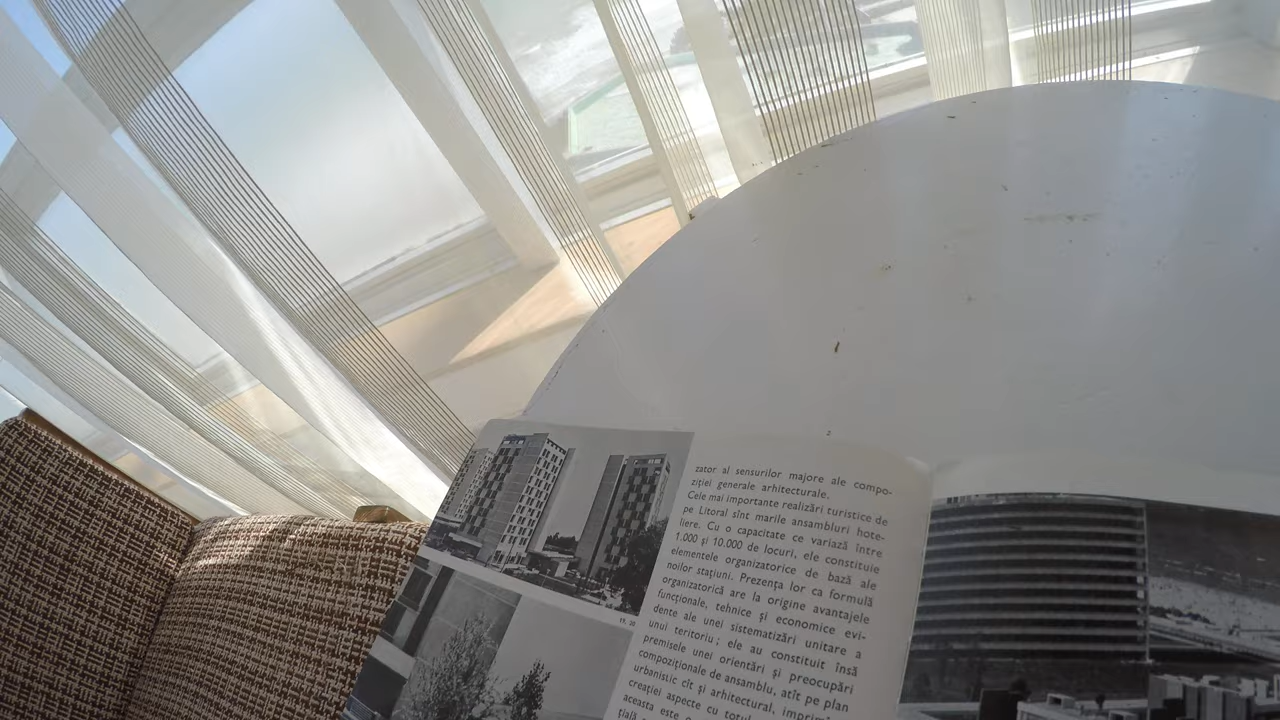 zator al sensurilor majore ale compo-
ziției generale arhitecturale.
Cele mai importante realizări turistice de
pe Litoral sînt marile ansambluri hote-
liere. Cu o capacitate ce variază între
1.000 și 10.000 de locuri, ele constituie
elementele organizatorice de bază ale
noilor stațiuni. Prezența lor ca formulă
organizatorică are la origine avantajele
funcționale, tehnice și economice evi-
dente ale unei sistematizări unitare a
unui teritoriu; ele au constituit însă
premisele unei orientări și preocupări
compoziționale de ansamblu, atît pe plan
urbanistic cît și arhitectural, imprim
creației aspecte cu
aceasta este